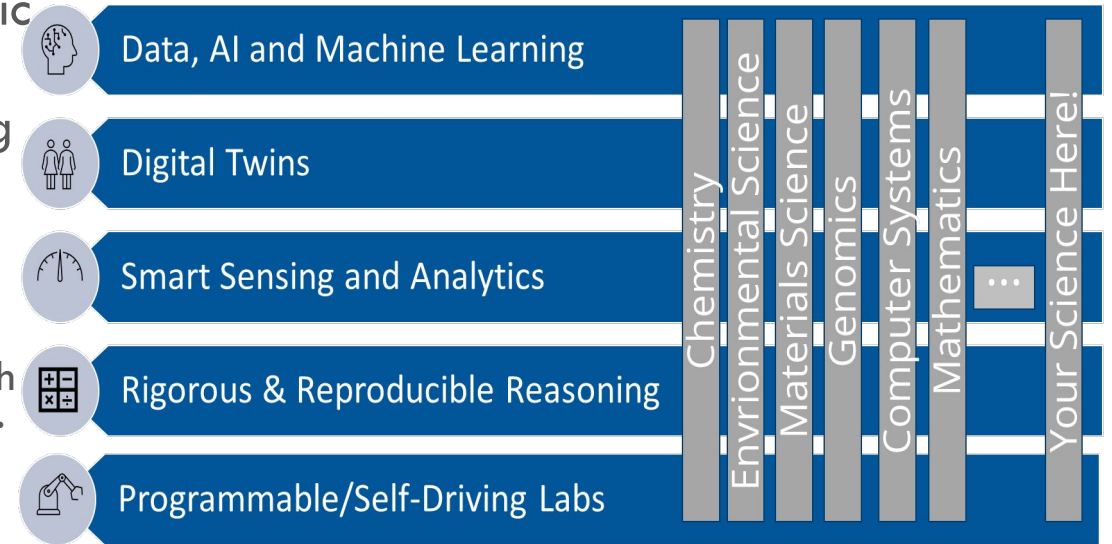 Data, AI and Machine Learning
Digital Twins
Smart Sensing and Analytics
Rigorous & Reproducible Reasoning
Programmable/Self-Driving Labs
Chemistry
Envrionmental Science
Materials Science
Genomics
Computer Systems
Mathematics
...
Your Science Here!